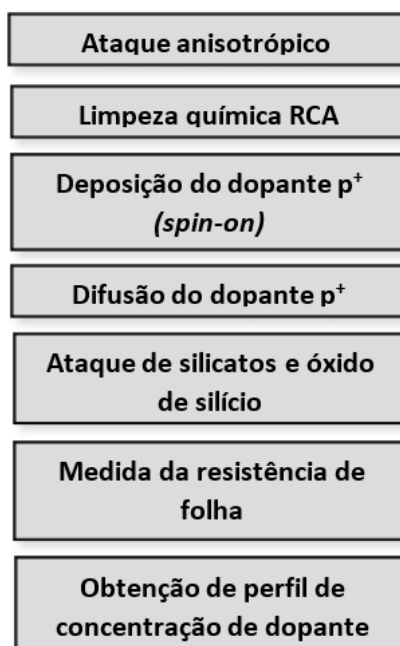 Ataque anisotrópico
Limpeza química RCA
Deposição do dopante p⁺
(spin-on)
Difusão do dopante p⁺
Ataque de silicatos e óxido
de silício
Medida da resistência de
folha
Obtenção de perfil de
concentração de dopante